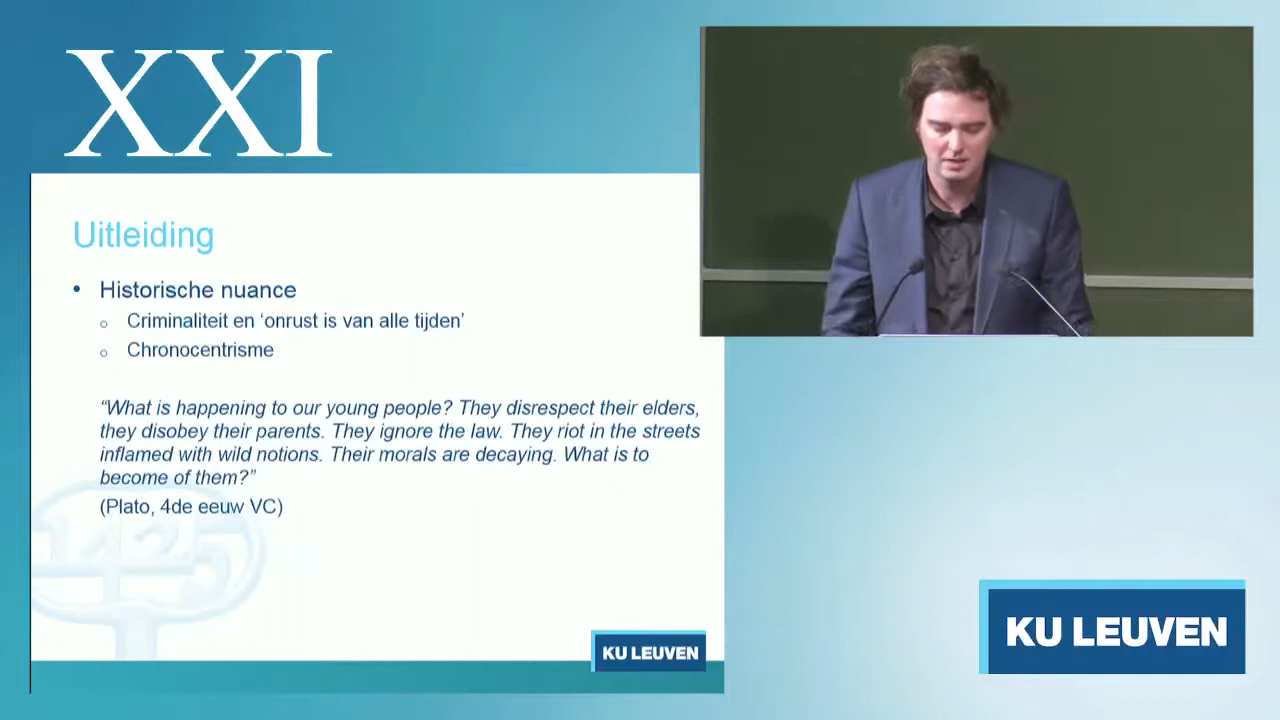 XXI
Uitleiding
• Historische nuance
o Criminaliteit en ‘onrust is van alle tijden’
o Chronocentrisme
“What is happening to our young people? They disrespect their elders,
they disobey their parents. They ignore the law. They riot in the streets
inflamed with wild notions. Their morals are decaying. What is to
become of them?”
(Plato, 4de eeuw VC)
1425
KU LEUVEN
KU LEUVEN